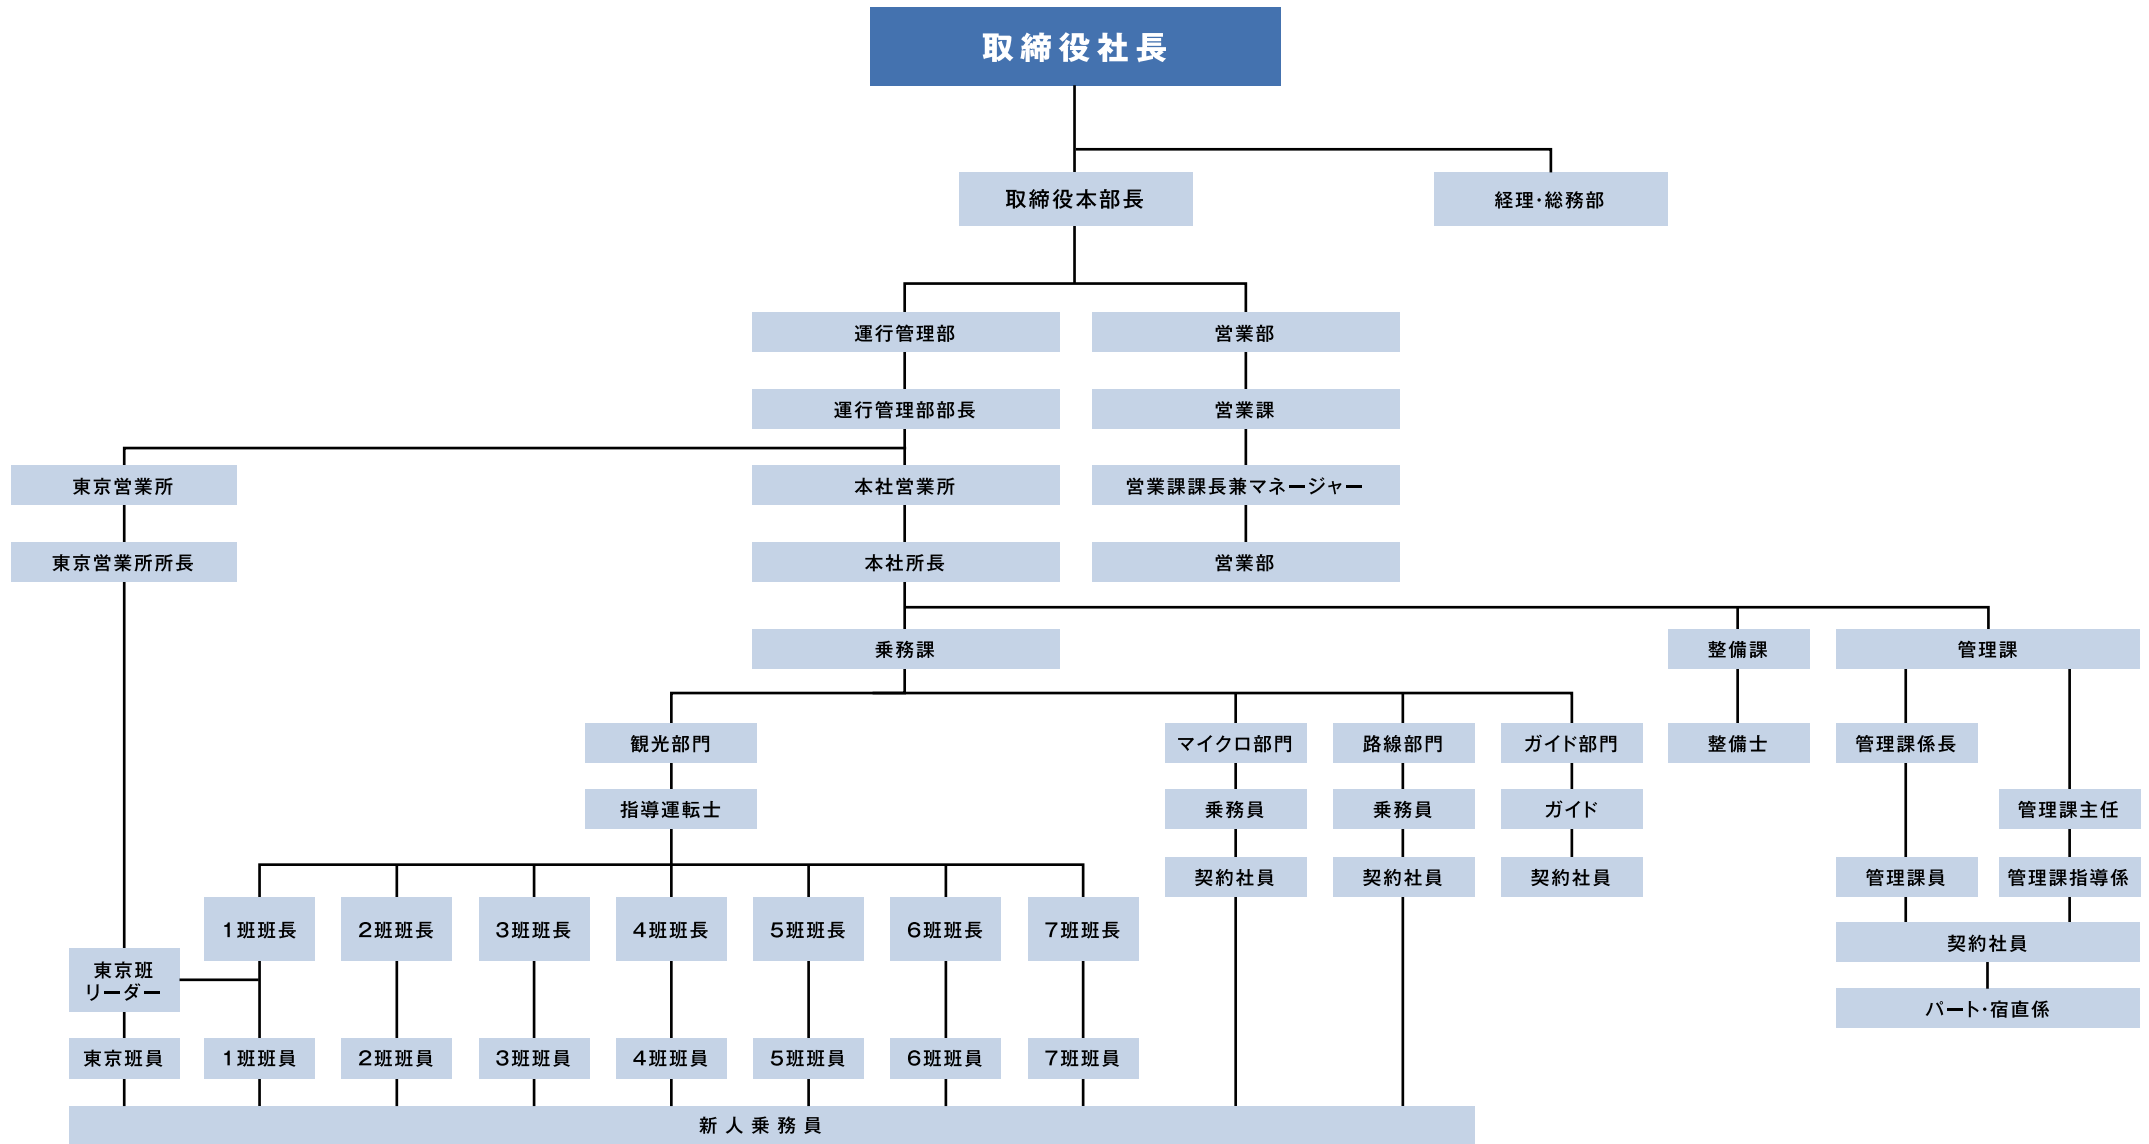 取締役社長
取締役本部長
経理・総務部
運行管理部
営業部
運行管理部部長
営業課
東京営業所
本社営業所
営業課課長兼マネージャー
東京営業所所長
本社所長
営業部
乗務課
整備課
管理課
観光部門
マイクロ部門
路線部門
ガイド部門
整備士
管理課係長
指導運転士
乗務員
乗務員
ガイド
管理課主任
契約社員
契約社員
契約社員
管理課員
管理課指導係
1班班長
2班班長
3班班長
4班班長
5班班長
6班班長
7班班長
契約社員
東京班
リーダー
パート・宿直係
東京班員
1班班員
2班班員
3班班員
4班班員
5班班員
6班班員
7班班員
新人乗務員